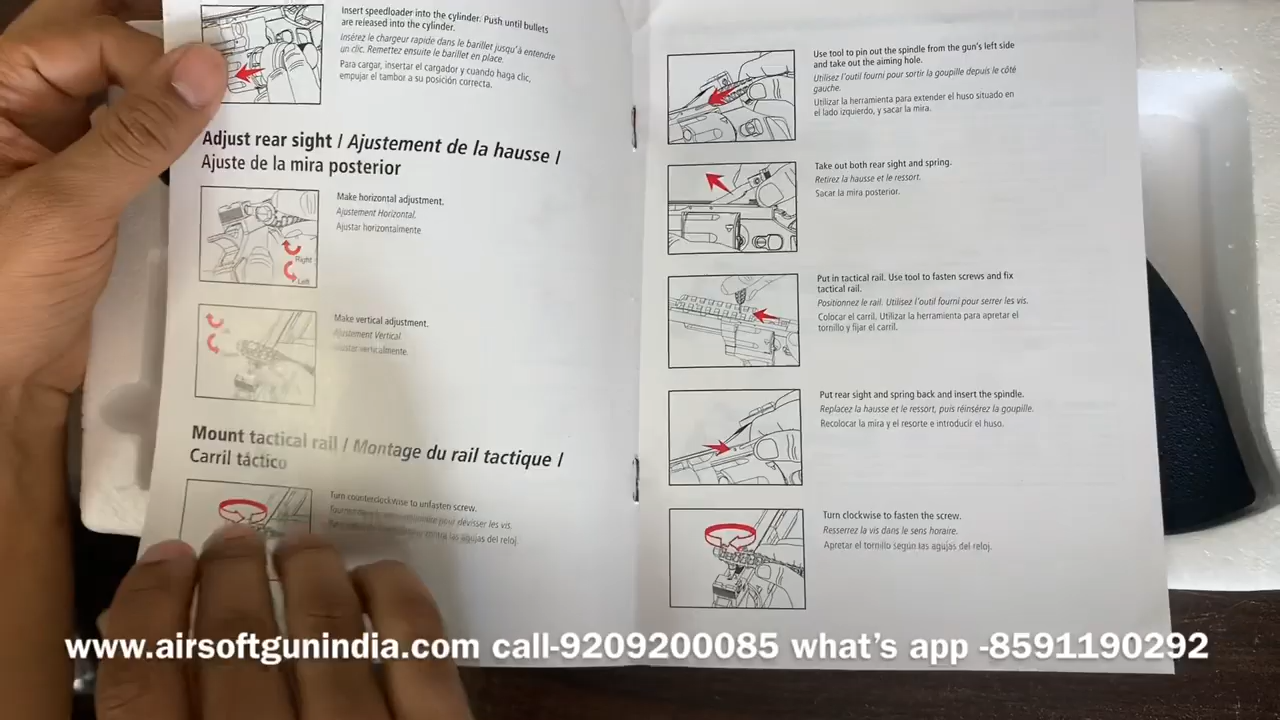 Insert speedloader into the cylinder. Push until bullets
are released into the cylinder.
Insérez le chargeur rapide dans le barillet jusqu'à entendre
un clic. Remettez ensuite le barillet en place.
Para cargar, insertar el cargador y cuando haga clic,
empujar el tambor a su posición correcta.
Adjust rear sight / Ajustement de la hausse /
Ajuste de la mira posterior
Make horizontal adjustment.
Ajustement Horizontal.
Ajustar horizontalmente
Right
Left
Make vertical adjustment.
Ajustement Vertical
Ajustar verticalmente.
Mount tactical rail / Montage du rail tactique /
Carril táctico
Turn counterclockwise to unfasten screw.
pour dévisser les vis.
las agujas del reloj.
Use tool to pin out the spindle from the gun's left side
and take out the aiming hole.
Utilisez l'outil fourni pour sortir la goupille depuis le côté
gauche.
Utilizar la herramienta para extender el huso situado en
el lado izquierdo, y sacar la mira.
Take out both rear sight and spring.
Retirez la hausse et le ressort.
Sacar la mira posterior.
Put in tactical rail. Use tool to fasten screws and fix
tactical rail.
Positionnez le rail. Utilisez l'outil fourni pour serrer les vis.
Colocar el carril. Utilizar la herramienta para apretar el
tornillo y fijar el carril.
Put rear sight and spring back and insert the spindle.
Replacez la hausse et le ressort, puis réinsérez la goupille.
Recolocar la mira y el resorte e introducir el huso.
Turn clockwise to fasten the screw.
Resserrez la vis dans le sens horaire.
Apretar el tornillo según las agujas del reloj.
www.airsoftgunindia.com call-9209200085 what's app -8591190292